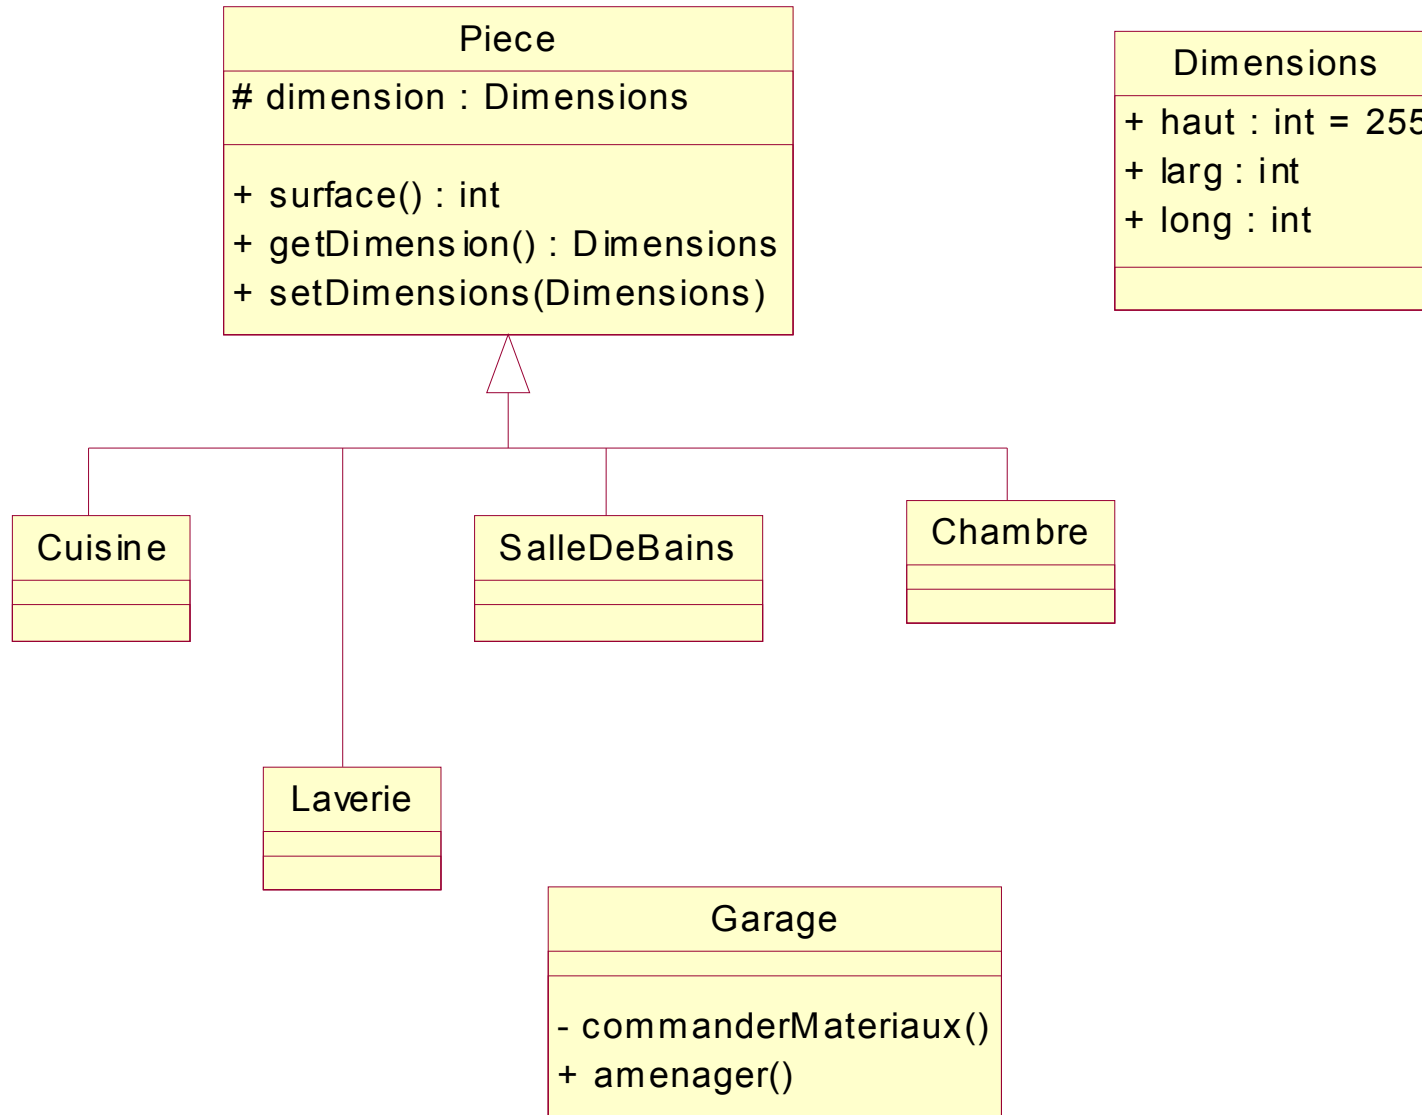 Piece
# dimension : Dimensions
+ surface() : int
+ getDimension() : Dimensions
+ setDimensions(Dimensions)
Dimensions
+ haut : int = 255
+ larg : int
+ long : int
Cuisine
SalleDeBains
Chambre
Laverie
Garage
- commanderMateriaux()
+ amenager()